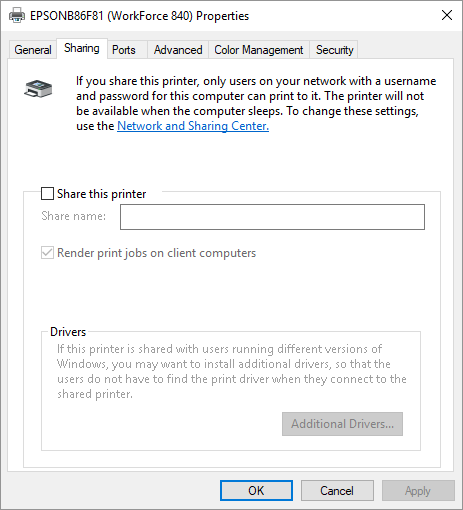 EPSONB86F81 (WorkForce 840) Properties
General Sharing Ports Advanced Color Management Security
If you share this printer, only users on your network with a username
and password for this computer can print to it. The printer will not
be available when the computer sleeps. To change these settings,
use the Network and Sharing Center.
Share this printer
Share name:
Render print jobs on client computers
Drivers
If this printer is shared with users running different versions of
Windows, you may want to install additional drivers, so that the
users do not have to find the print driver when they connect to the
shared printer.
Additional Drivers...
OK Cancel Apply